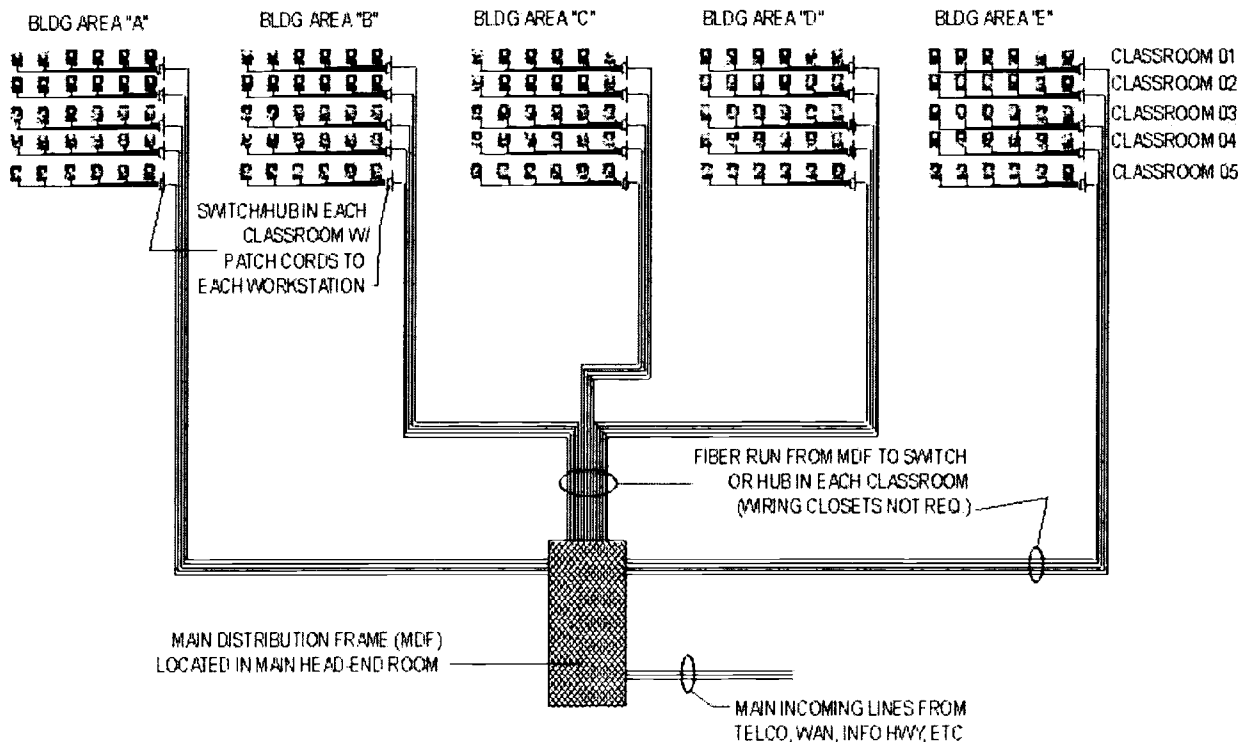 BLDG AREA "A"
BLDG AREA "B"
BLDG AREA "C"
BLDG AREA "D"
BLDG AREA "E"
CLASSROOM 01
CLASSROOM 02
CLASSROOM 03
CLASSROOM 04
CLASSROOM 05
SWITCH/HUB IN EACH
CLASSROOM W/
PATCH CORDS TO
EACH WORKSTATION
FIBER RUN FROM MDF TO SWITCH
OR HUB IN EACH CLASSROOM
(WIRING CLOSETS NOT REQ.)
MAIN DISTRIBUTION FRAME (MDF)
LOCATED IN MAIN HEAD-END ROOM
MAIN INCOMING LINES FROM
TELCO, WAN, INFO HWY, ETC